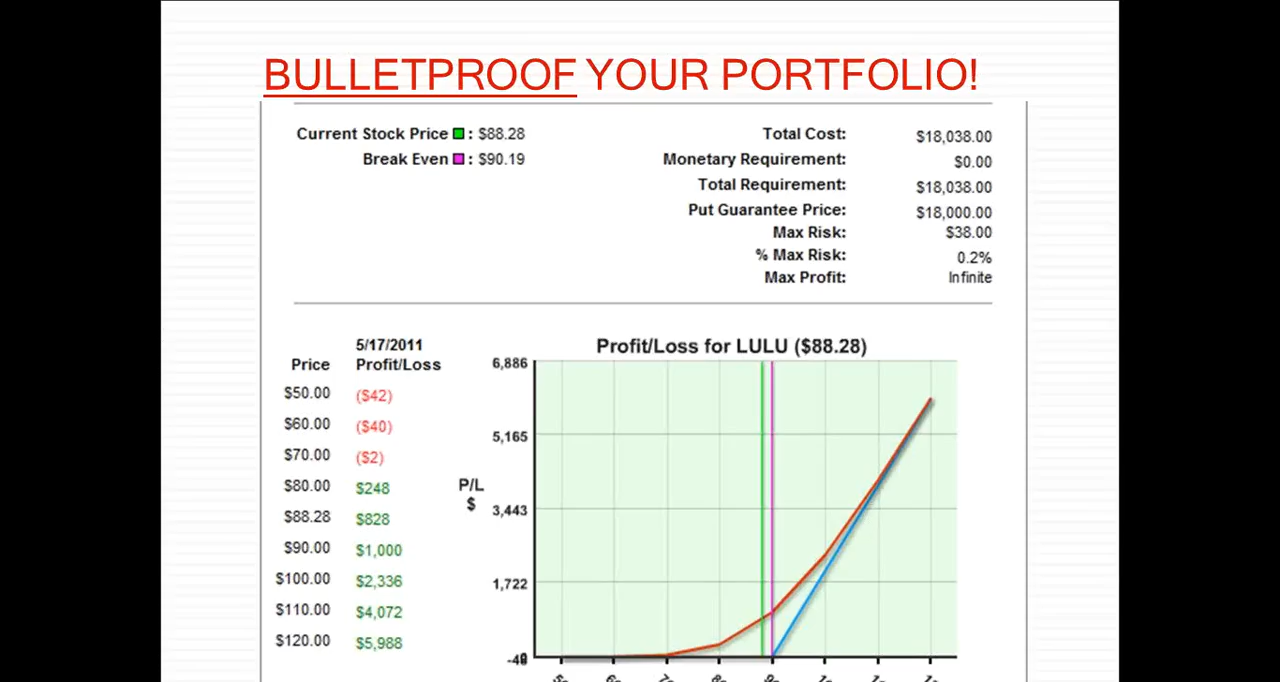 BULLETPROOF YOUR PORTFOLIO!
Current Stock Price : $88.28
Break Even : $90.19
Total Cost: $18,038.00
Monetary Requirement: $0.00
Total Requirement: $18,038.00
Put Guarantee Price: $18,000.00
Max Risk: $38.00
% Max Risk: 0.2%
Max Profit: Infinite
5/17/2011
Price Profit/Loss
$50.00 ($42)
$60.00 ($40)
$70.00 ($2)
$80.00 $248
$88.28 $828
$90.00 $1,000
$100.00 $2,336
$110.00 $4,072
$120.00 $5,988
Profit/Loss for LULU ($88.28)
P/L
$
6,886
5,165
3,443
1,722